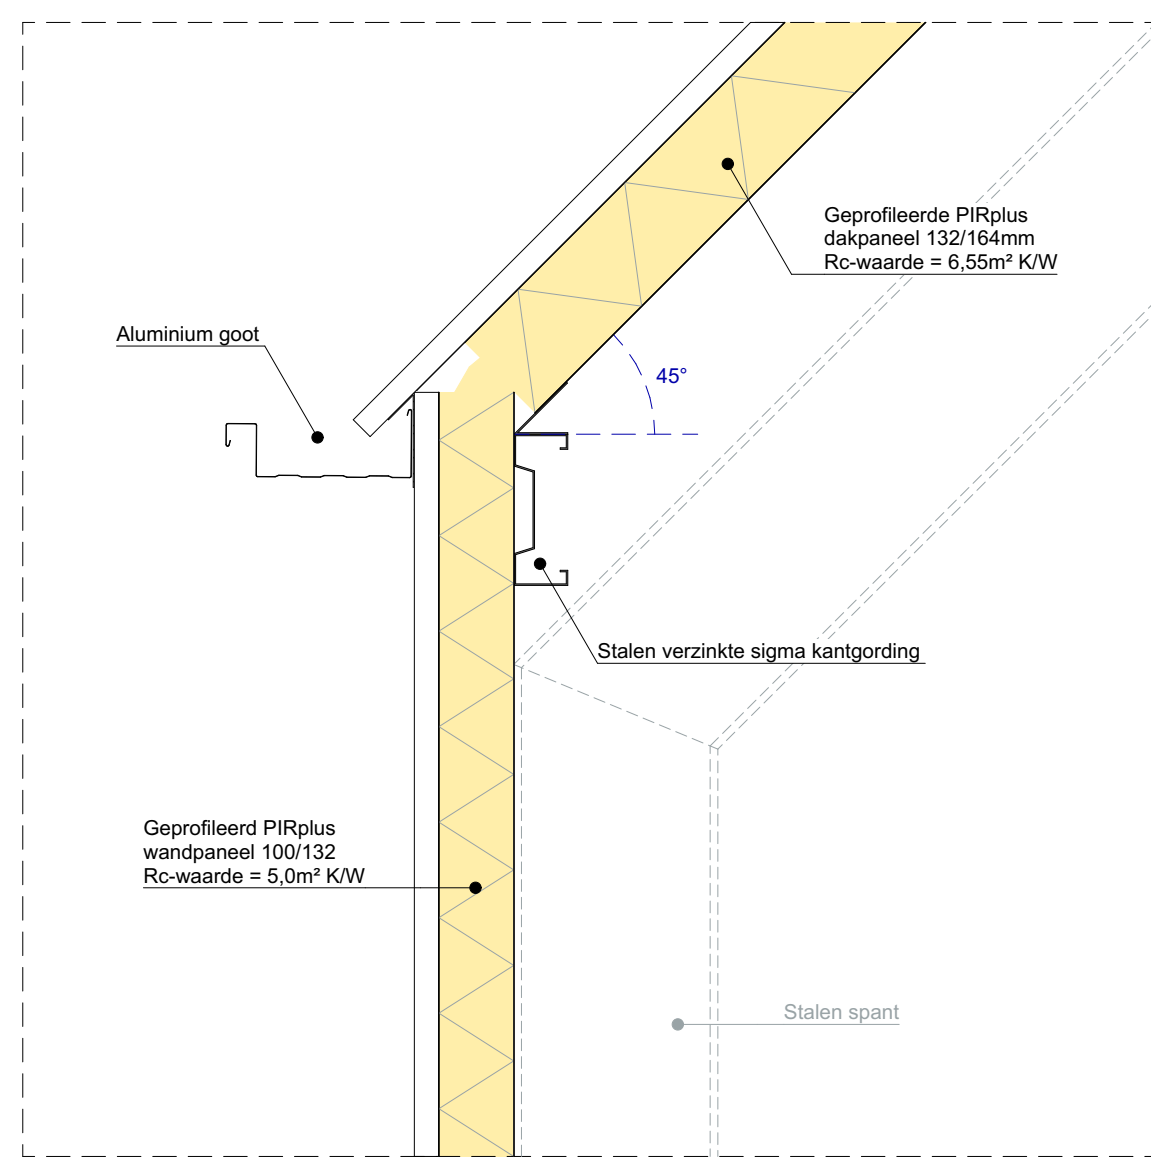 Geprofileerde PIRplus
dakpaneel 132/164mm
Rc-waarde = 6,55m² K/W
Aluminium goot
45°
Stalen verzinkte sigma kantgording
Geprofileerd PIRplus
wandpaneel 100/132
Rc-waarde = 5,0m² K/W
Stalen spant